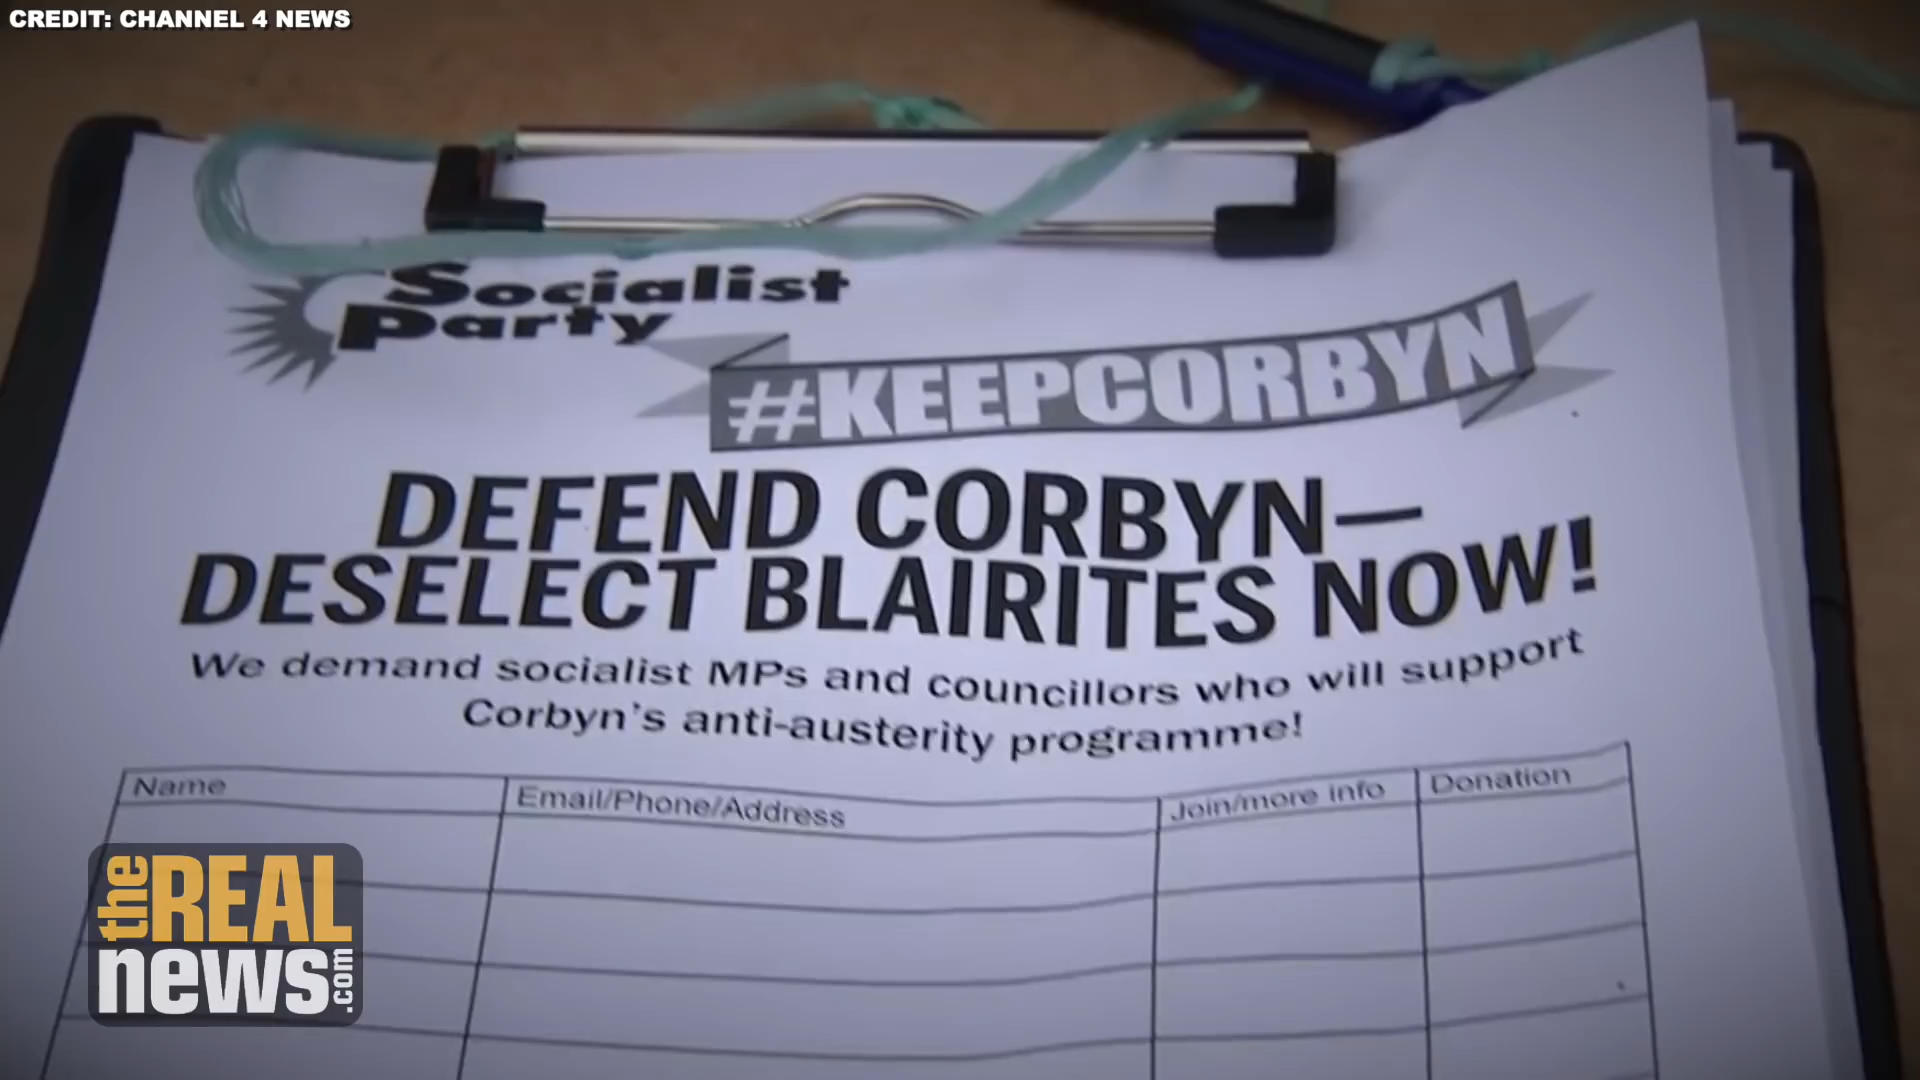 CREDIT: CHANNEL 4 NEWS
Socialist
Party
#KEEPCORBYN
DEFEND CORBYN—
DESELECT BLAIRITES NOW!
We demand socialist MPs and councillors who will support
Corbyn's anti-austerity programme!
Name Email/Phone/Address Join/more info Donation
the REAL
news.com